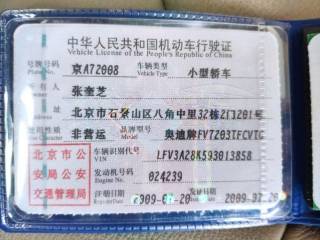 中华人民共和国机动车行驶证
Vehicle License of the People's Republic of China
号牌号码 京A72008 车辆类型 小型轿车
Plate No. Vehicle Type
有人 张奎芝
址 北京市石景山区八角中里32栋2门201号
使用性质 非营运 品牌型号 奥迪牌FV7203TFCVTG
北京市公 车辆识别代号 LFV3A28K593013858
VIN
安局公安 发动机号码 024239
Engine No.
交通管理局 注册日期 2009-07-20 发证日期 2009-07-20